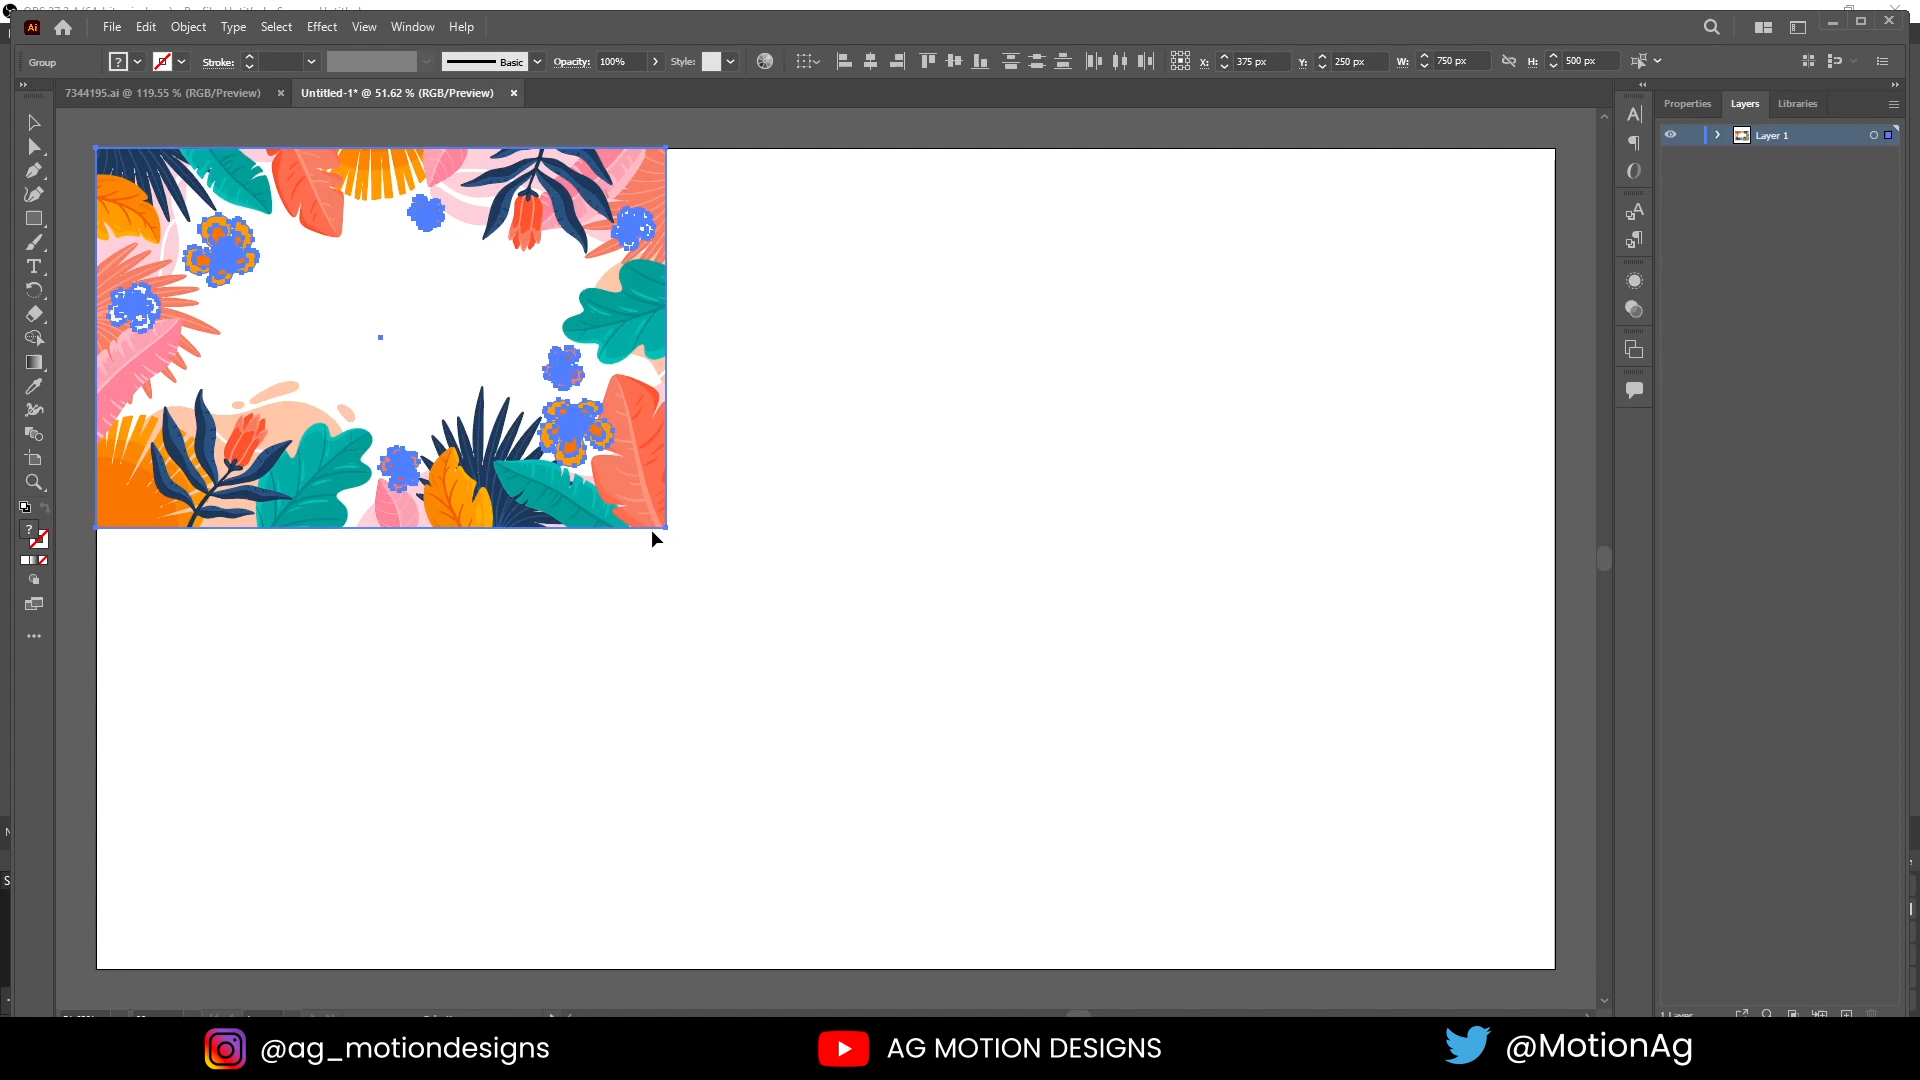 Ai File Edit Object Type Select Effect View Window Help
Group ? Stroke: Basic Opacity: 100% Style: X: 375 px Y: 250 px W: 750 px H: 500 px
7344195.ai @ 119.55 % (RGB/Preview) × Untitled-1* @ 51.62 % (RGB/Preview) ×
Properties Layers Libraries
Layer 1
1 Layer
@ag_motiondesigns AG MOTION DESIGNS @MotionAg